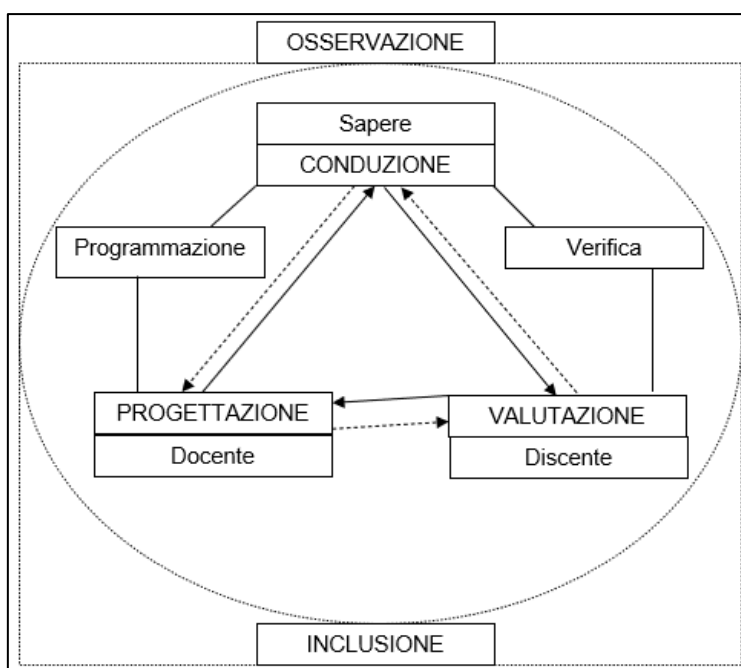 OSSERVAZIONE
Sapere
CONDUZIONE
Programmazione
Verifica
PROGETTAZIONE
Docente
VALUTAZIONE
Discente
INCLUSIONE